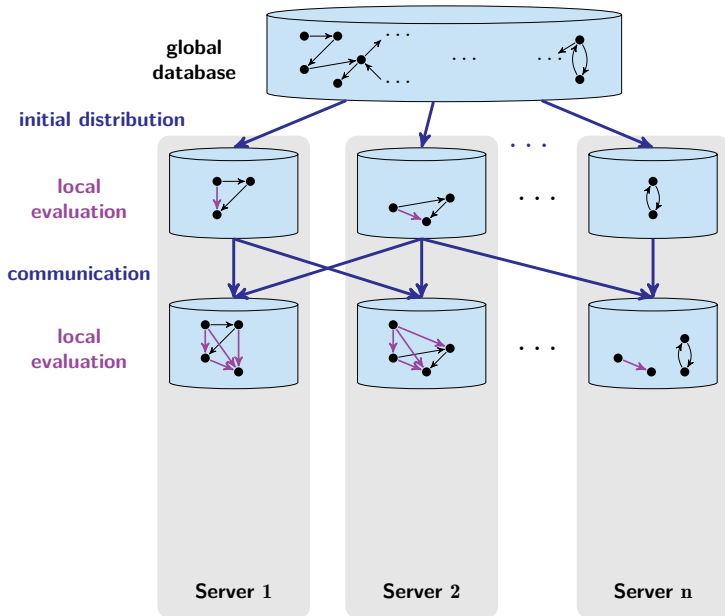 global
database
· · ·
· · ·
· · ·
· · ·
initial distribution
· · ·
local
evaluation
· · ·
communication
local
evaluation
· · ·
Server 1
Server 2
Server n